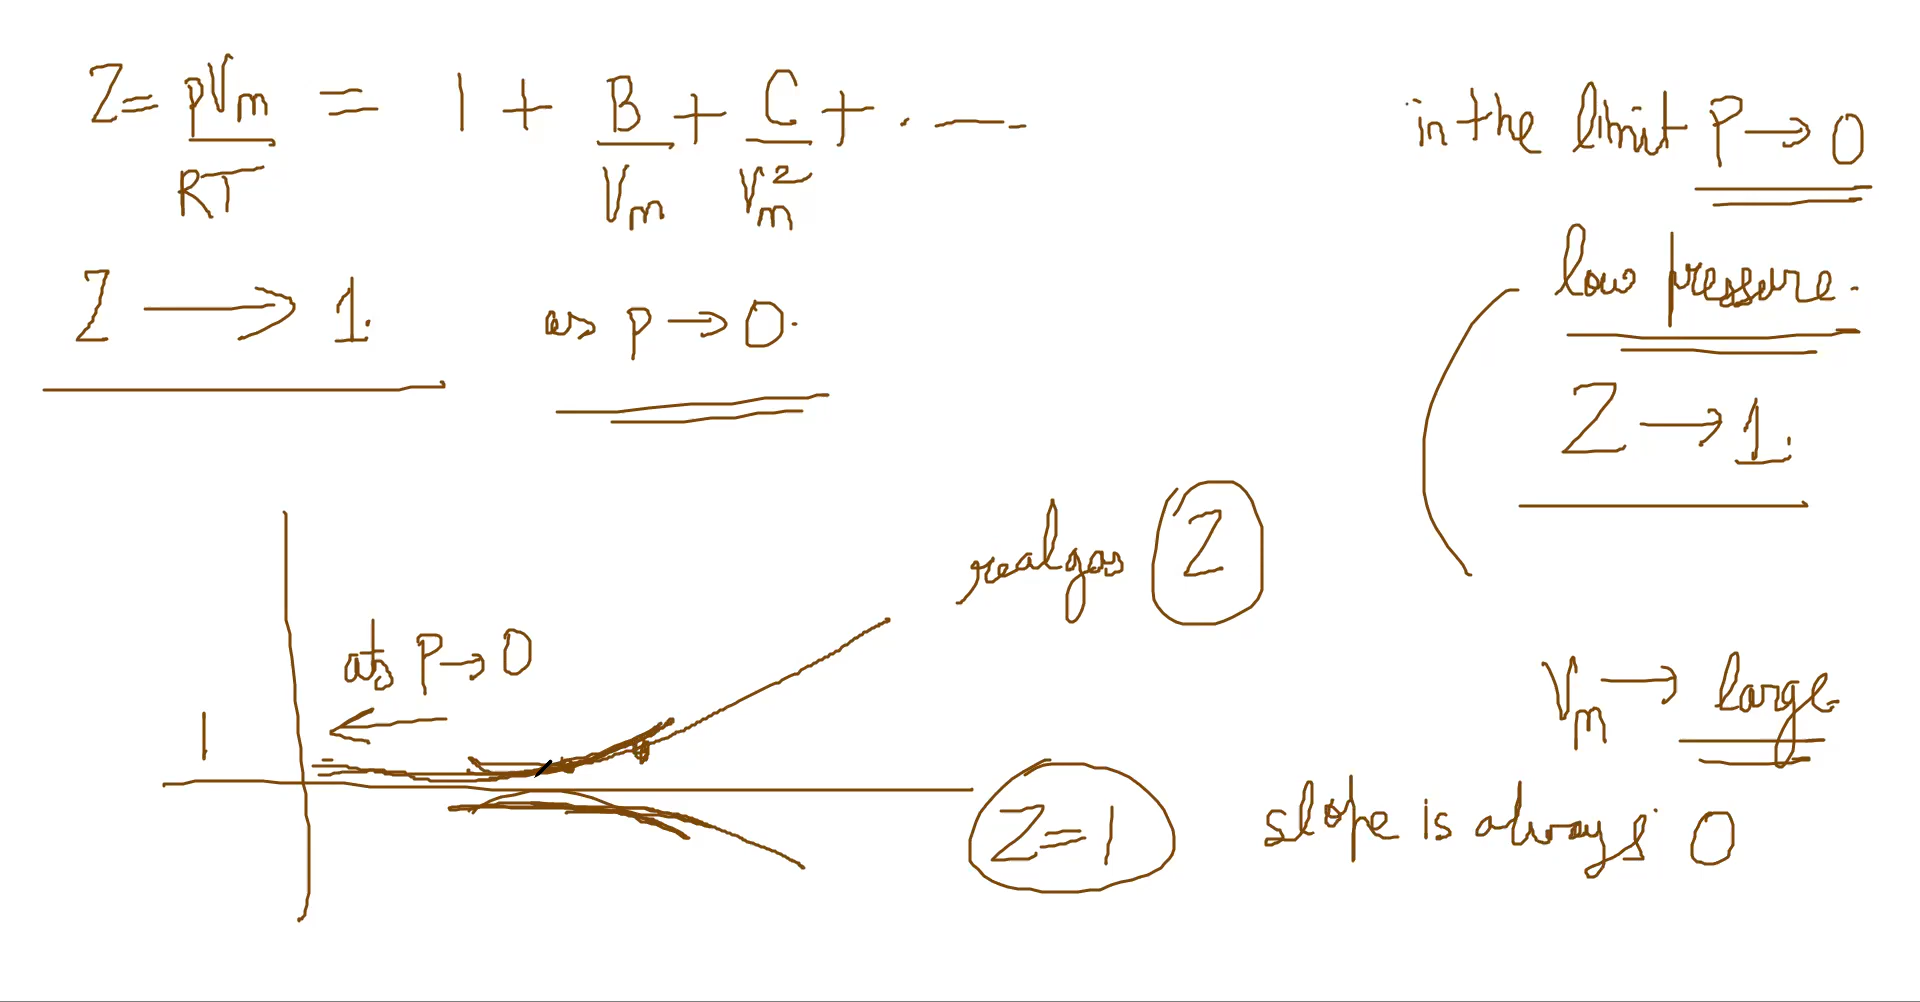 Z = pVm/RT = 1 + B/Vm + C/Vm² + . — -
in the limit P → 0
low pressure.
Z → 1. as p → 0.
Z → 1.
real gas Z
as P → 0
1
Vm → large
Z = 1
slope is always 0